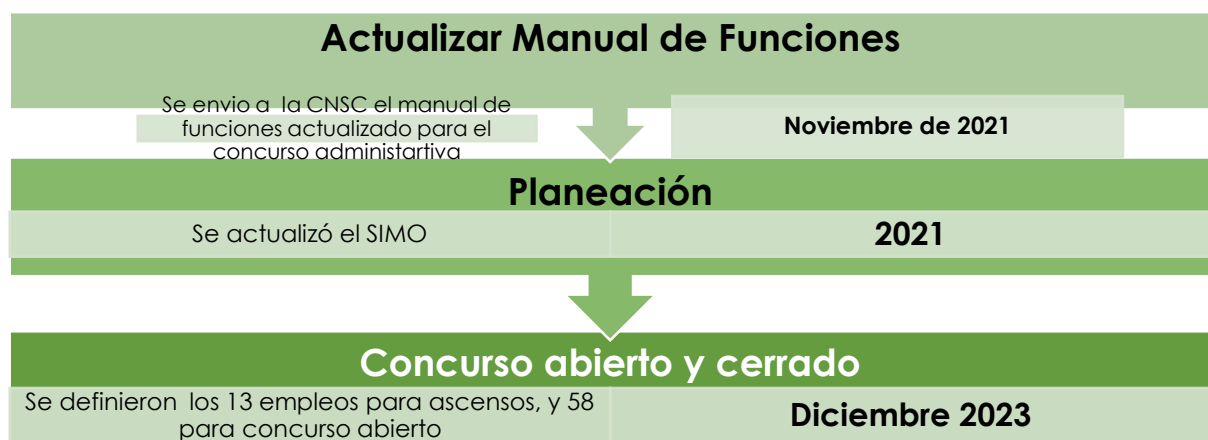 Actualizar Manual de Funciones
Se envio a la CNSC el manual de
funciones actualizado para el
concurso administartiva
Noviembre de 2021
Planeación
Se actualizó el SIMO
2021
Concurso abierto y cerrado
Se definieron los 13 empleos para ascensos, y 58
para concurso abierto
Diciembre 2023